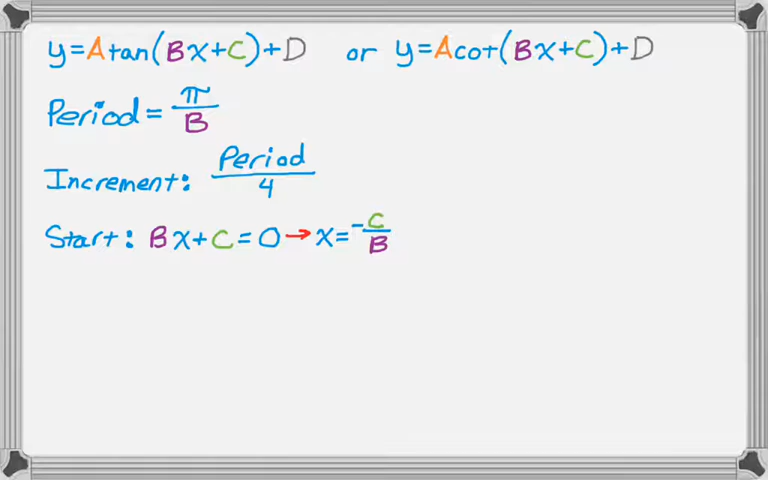 y=Atan(Bx+C)+D or y=Acot(Bx+C)+D
Period=π/B
Increment: Period/4
Start: Bx+C=0→x=-C/B